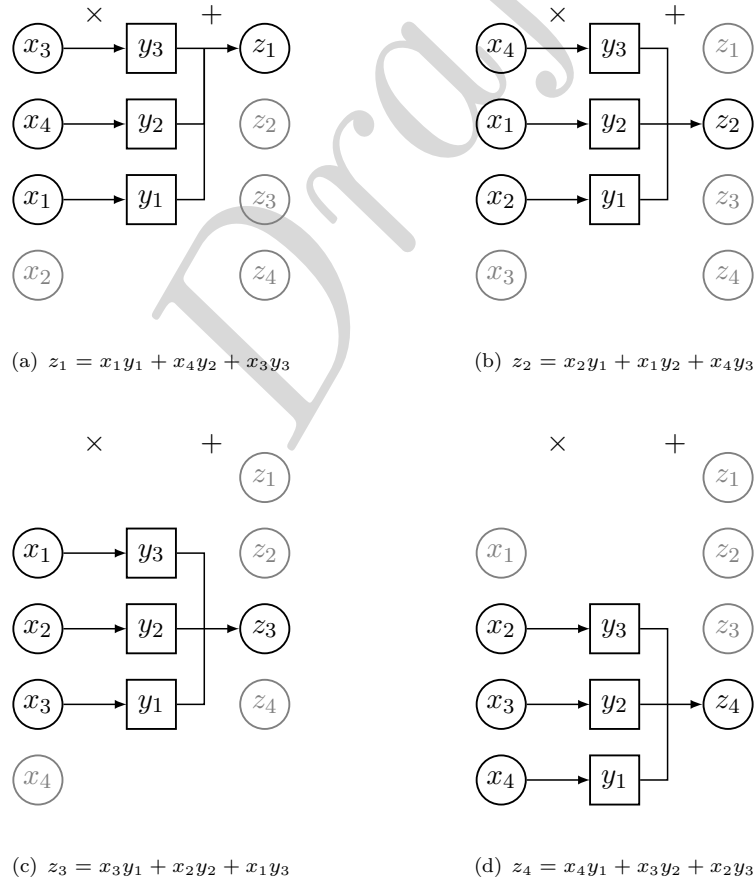 × +
x₃ y₃ z₁
x₄ y₂ z₂
x₁ y₁ z₃
x₂ z₄
(a) z₁ = x₁y₁ + x₄y₂ + x₃y₃
× +
x₄ y₃ z₁
x₁ y₂ z₂
x₂ y₁ z₃
x₃ z₄
(b) z₂ = x₂y₁ + x₁y₂ + x₄y₃
× +
z₁
x₁ y₃ z₂
x₂ y₂ z₃
x₃ y₁ z₄
x₄
(c) z₃ = x₃y₁ + x₂y₂ + x₁y₃
× +
z₁
x₁ z₂
x₂ y₃ z₃
x₃ y₂ z₄
x₄ y₁
(d) z₄ = x₄y₁ + x₃y₂ + x₂y₃